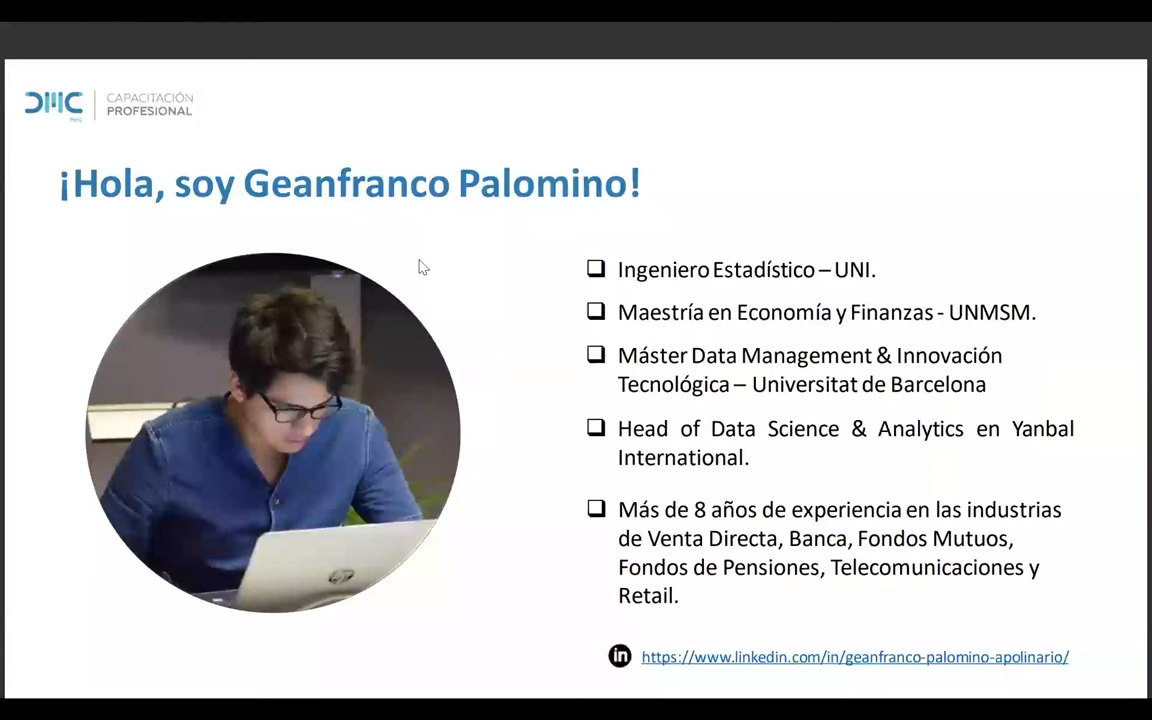 DMC
Perú
CAPACITACIÓN
PROFESIONAL
¡Hola, soy Geanfranco Palomino!
Ingeniero Estadístico – UNI.
Maestría en Economía y Finanzas - UNMSM.
Máster Data Management & Innovación
Tecnológica – Universitat de Barcelona
Head of Data Science & Analytics en Yanbal
International.
Más de 8 años de experiencia en las industrias
de Venta Directa, Banca, Fondos Mutuos,
Fondos de Pensiones, Telecomunicaciones y
Retail.
in https://www.linkedin.com/in/geanfranco-palomino-apolinario/
hp